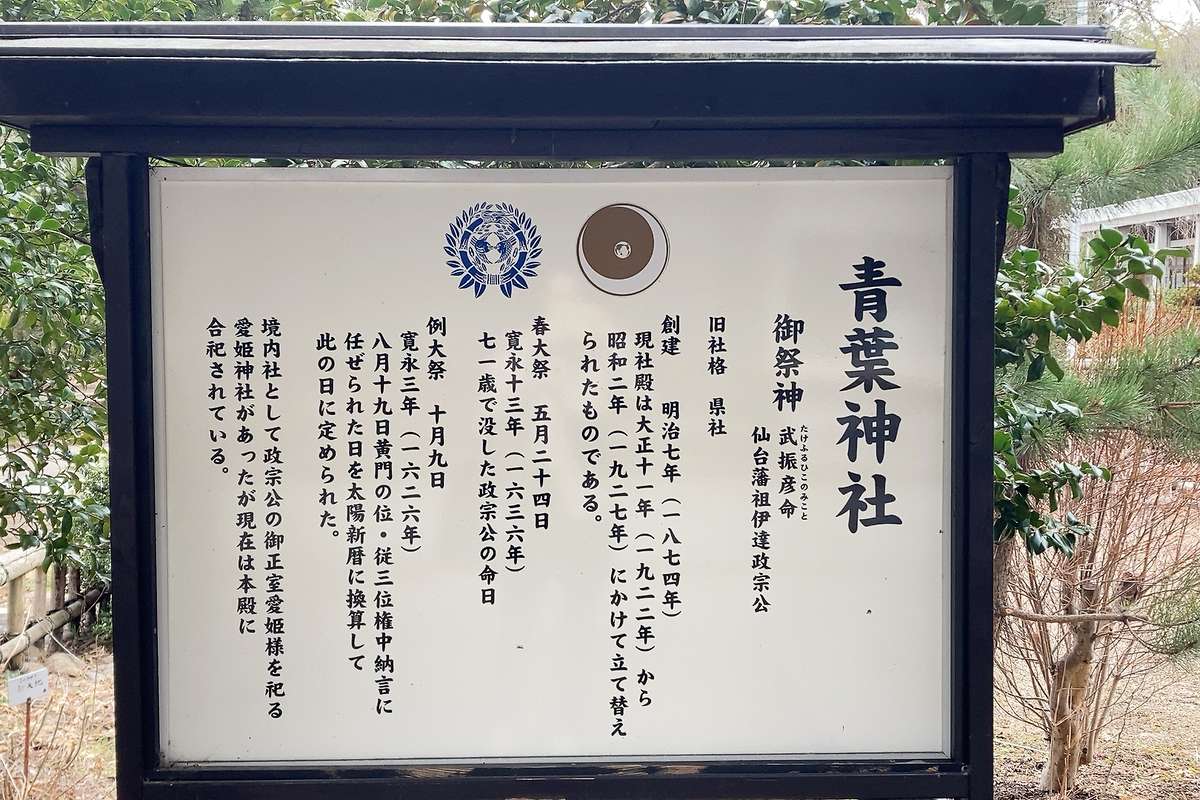 青葉神社
御祭神 武振彦命
たけふるひこのみこと
仙台藩祖伊達政宗公
旧社格 県社
創建 明治七年（一八七四年）
現社殿は大正十一年（一九二二年）から
昭和二年（一九二七年）にかけて立て替え
られたものである。
春大祭 五月二十四日
寛永十三年（一六三六年）
七一歳で没した政宗公の命日
例大祭 十月九日
寛永三年（一六二六年）
八月十九日黄門の位・従三位権中納言に
任ぜられた日を太陽新暦に換算して
此の日に定められた。
境内社として政宗公の御正室愛姫様を祀る
愛姫神社があったが現在は本殿に
合祀されている。